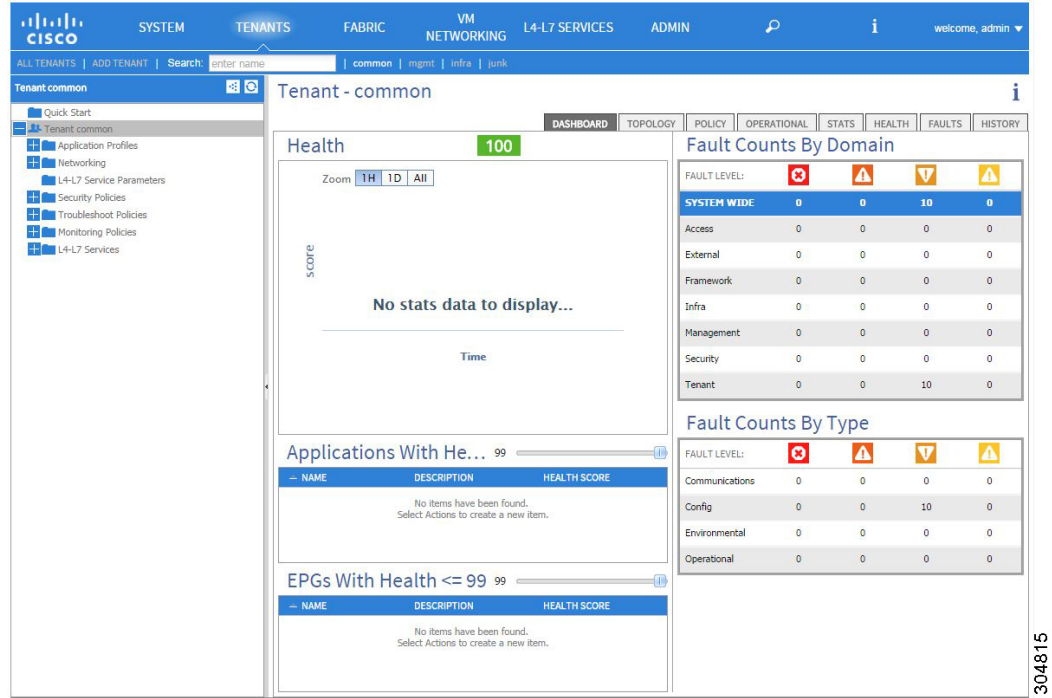 CISCO
SYSTEM
TENANTS
FABRIC
VM
NETWORKING
L4-L7 SERVICES
ADMIN
i
welcome, admin
ALL TENANTS | ADD TENANT | Search: enter name | common | mgmt | infra | junk
Tenant common
Quick Start
Tenant common
Application Profiles
Networking
L4-L7 Service Parameters
Security Policies
Troubleshoot Policies
Monitoring Policies
L4-L7 Services
Tenant - common
i
DASHBOARD TOPOLOGY POLICY OPERATIONAL STATS HEALTH FAULTS HISTORY
Health 100
Zoom 1H 1D All
score
No stats data to display...
Time
Applications With He... 99
NAME DESCRIPTION HEALTH SCORE
No items have been found.
Select Actions to create a new item.
EPGs With Health <= 99 99
NAME DESCRIPTION HEALTH SCORE
No items have been found.
Select Actions to create a new item.
Fault Counts By Domain
FAULT LEVEL:
SYSTEM WIDE 0 0 10 0
Access 0 0 0 0
External 0 0 0 0
Framework 0 0 0 0
Infra 0 0 0 0
Management 0 0 0 0
Security 0 0 0 0
Tenant 0 0 10 0
Fault Counts By Type
FAULT LEVEL:
Communications 0 0 0 0
Config 0 0 10 0
Environmental 0 0 0 0
Operational 0 0 0 0
304815